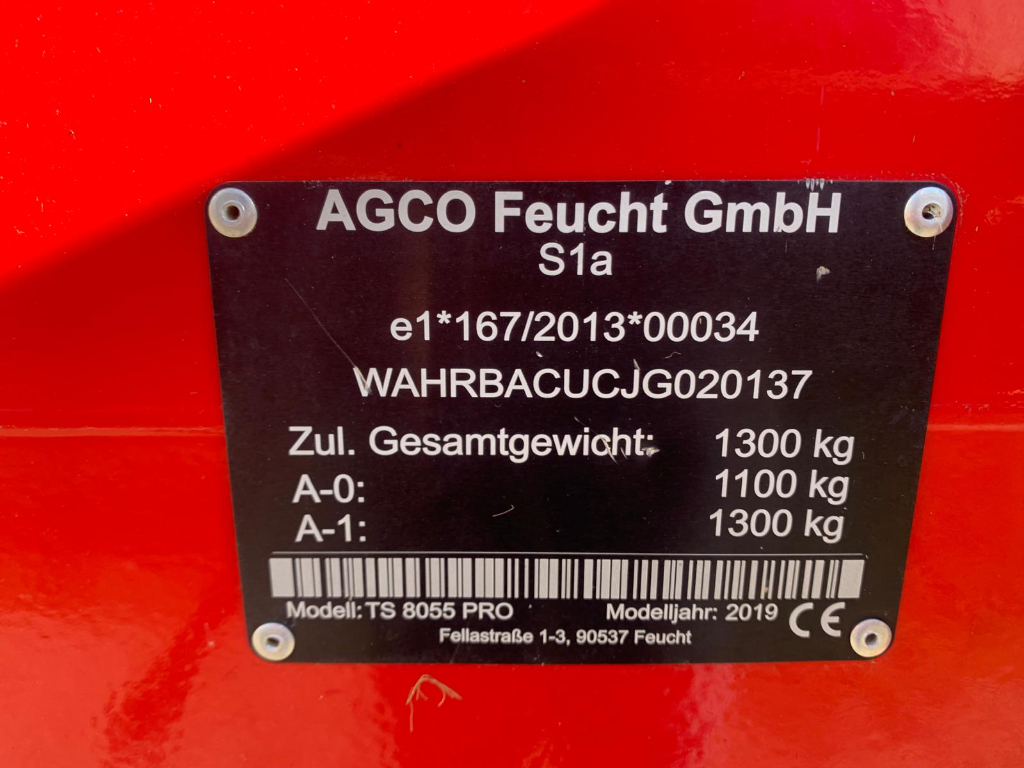 AGCO Feucht GmbH
S1a
e1*167/2013*00034
WAHRBACUCJG020137
Zul. Gesamtgewicht: 1300 kg
A-0: 1100 kg
A-1: 1300 kg
Modell: TS 8055 PRO Modelljahr: 2019 CE
Fellastraße 1-3, 90537 Feucht